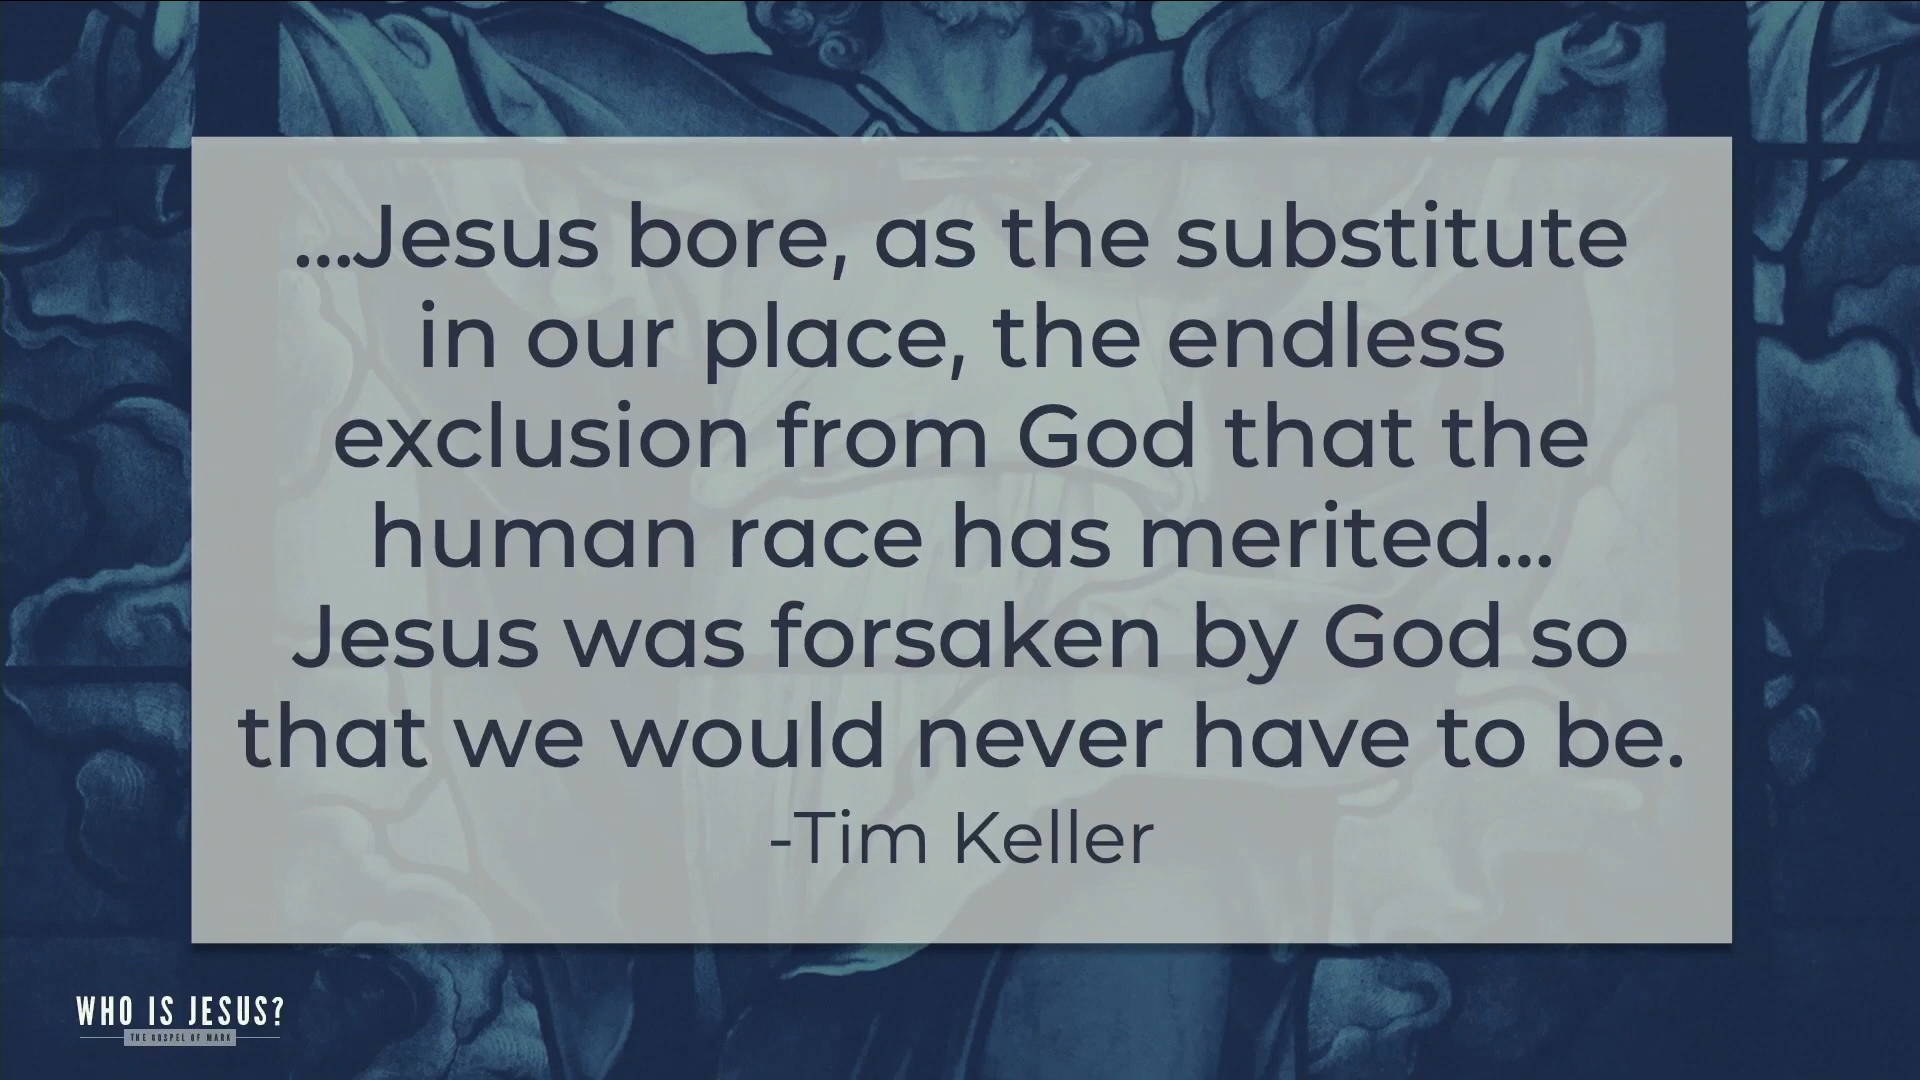 ...Jesus bore, as the substitute
in our place, the endless
exclusion from God that the
human race has merited...
Jesus was forsaken by God so
that we would never have to be.
-Tim Keller
WHO IS JESUS?
THE GOSPEL OF MARK